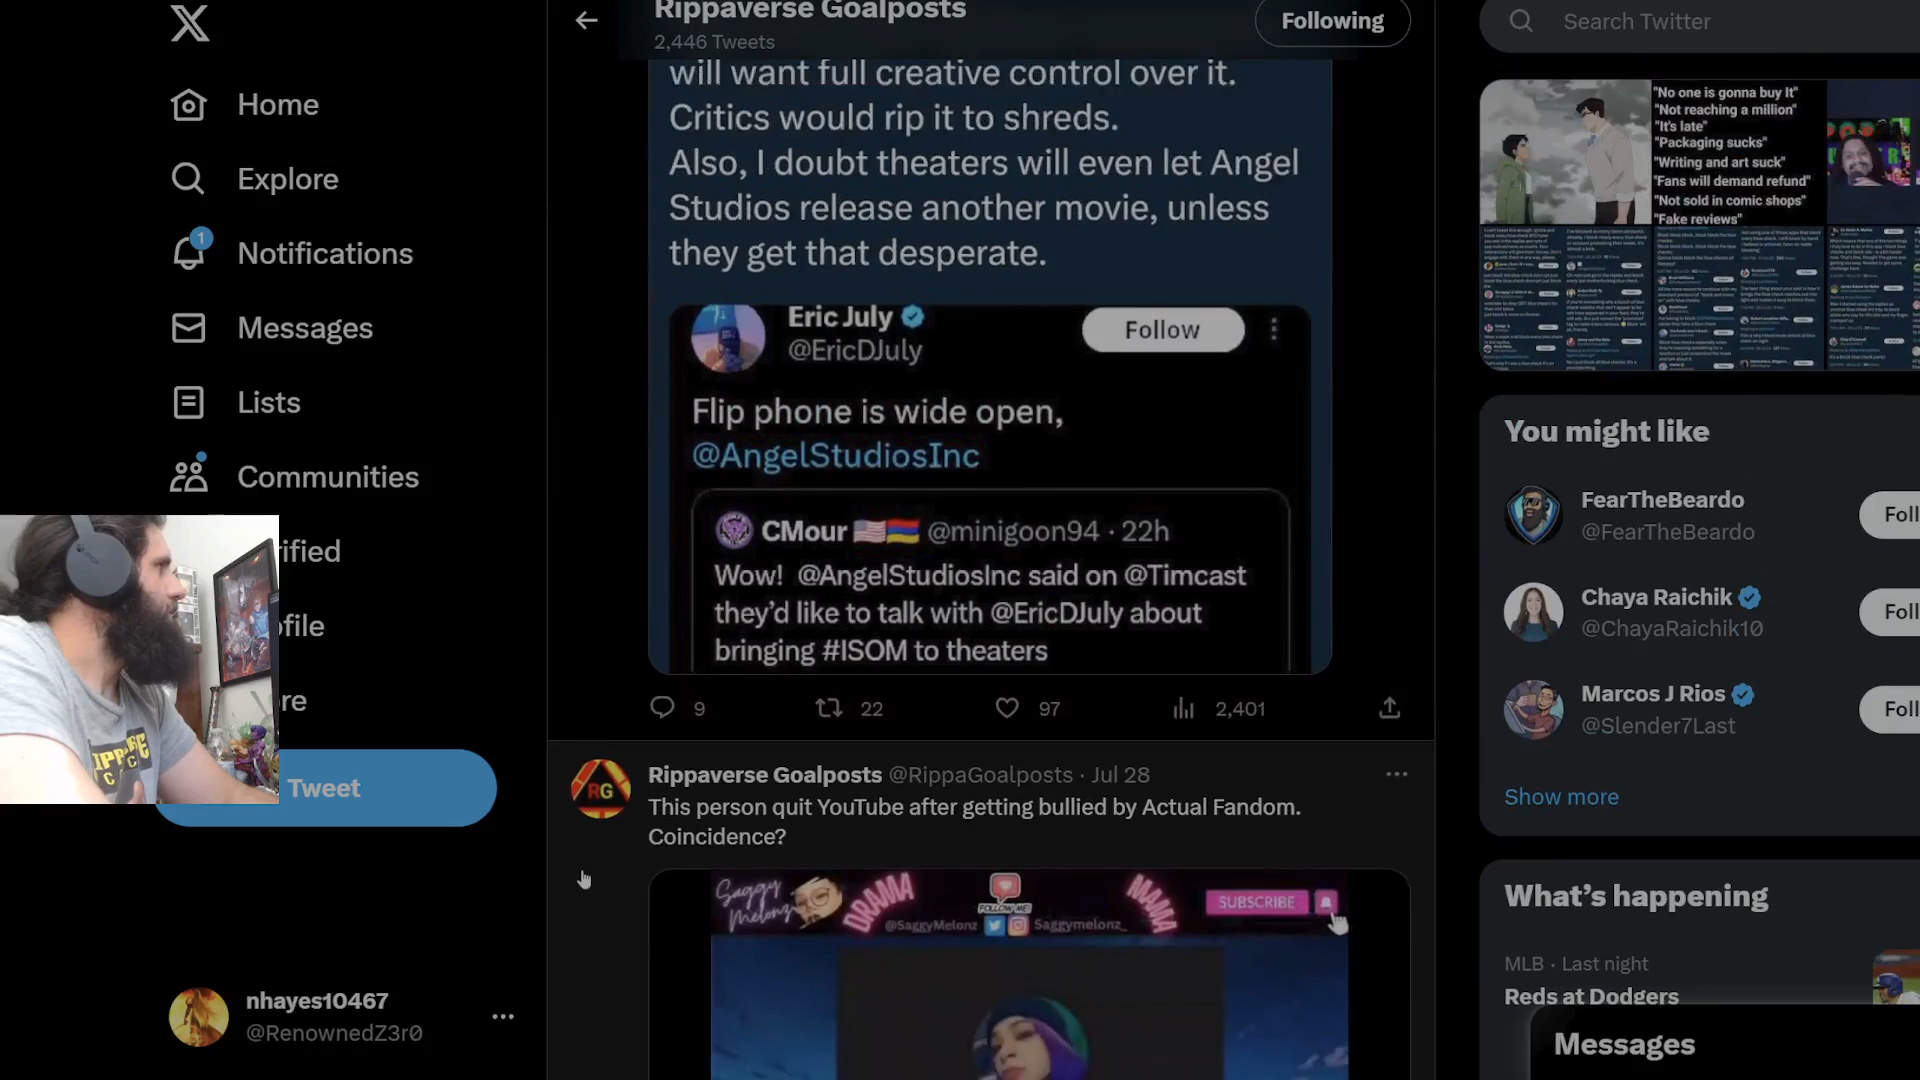 X
Home
Explore
1
Notifications
Messages
Lists
Communities
rified
ofile
re
Tweet
nhayes10467
@RenownedZ3r0
Rippaverse Goalposts
2,446 Tweets
Following
will want full creative control over it.
Critics would rip it to shreds.
Also, I doubt theaters will even let Angel
Studios release another movie, unless
they get that desperate.
Eric July
@EricDJuly
Follow
Flip phone is wide open,
@AngelStudiosInc
CMour @minigoon94 · 22h
Wow! @AngelStudiosInc said on @Timcast
they'd like to talk with @EricDJuly about
bringing #ISOM to theaters
9
22
97
2,401
Rippaverse Goalposts @RippaGoalposts · Jul 28
This person quit YouTube after getting bullied by Actual Fandom.
Coincidence?
RG
Saggy
Melonz
DRAMA
FOLLOW ME!
@SaggyMelonz
Saggymelonz_
MAMA
SUBSCRIBE
Search Twitter
"No one is gonna buy It"
"Not reaching a million"
"It's late"
"Packaging sucks"
"Writing and art suck"
"Fans will demand refund"
"Not sold in comic shops"
"Fake reviews"
You might like
FearTheBeardo
@FearTheBeardo
Foll
Chaya Raichik
@ChayaRaichik10
Foll
Marcos J Rios
@Slender7Last
Foll
Show more
What's happening
MLB · Last night
Reds at Dodgers
Messages